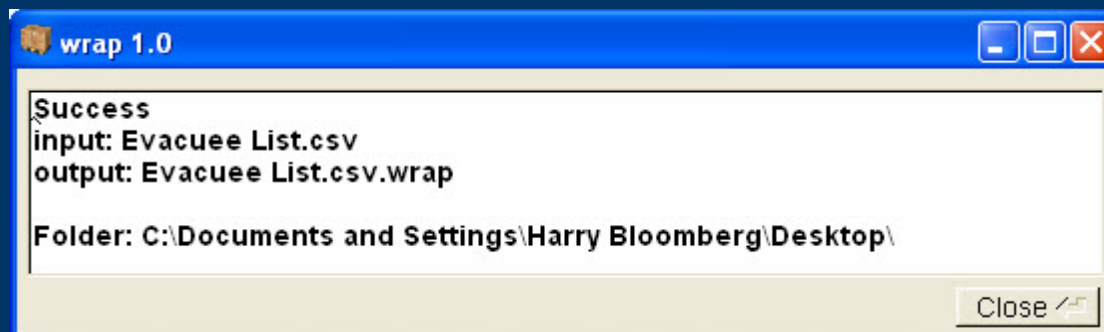 wrap 1.0
Success
input: Evacuee List.csv
output: Evacuee List.csv.wrap
Folder: C:\Documents and Settings\Harry Bloomberg\Desktop\
Close